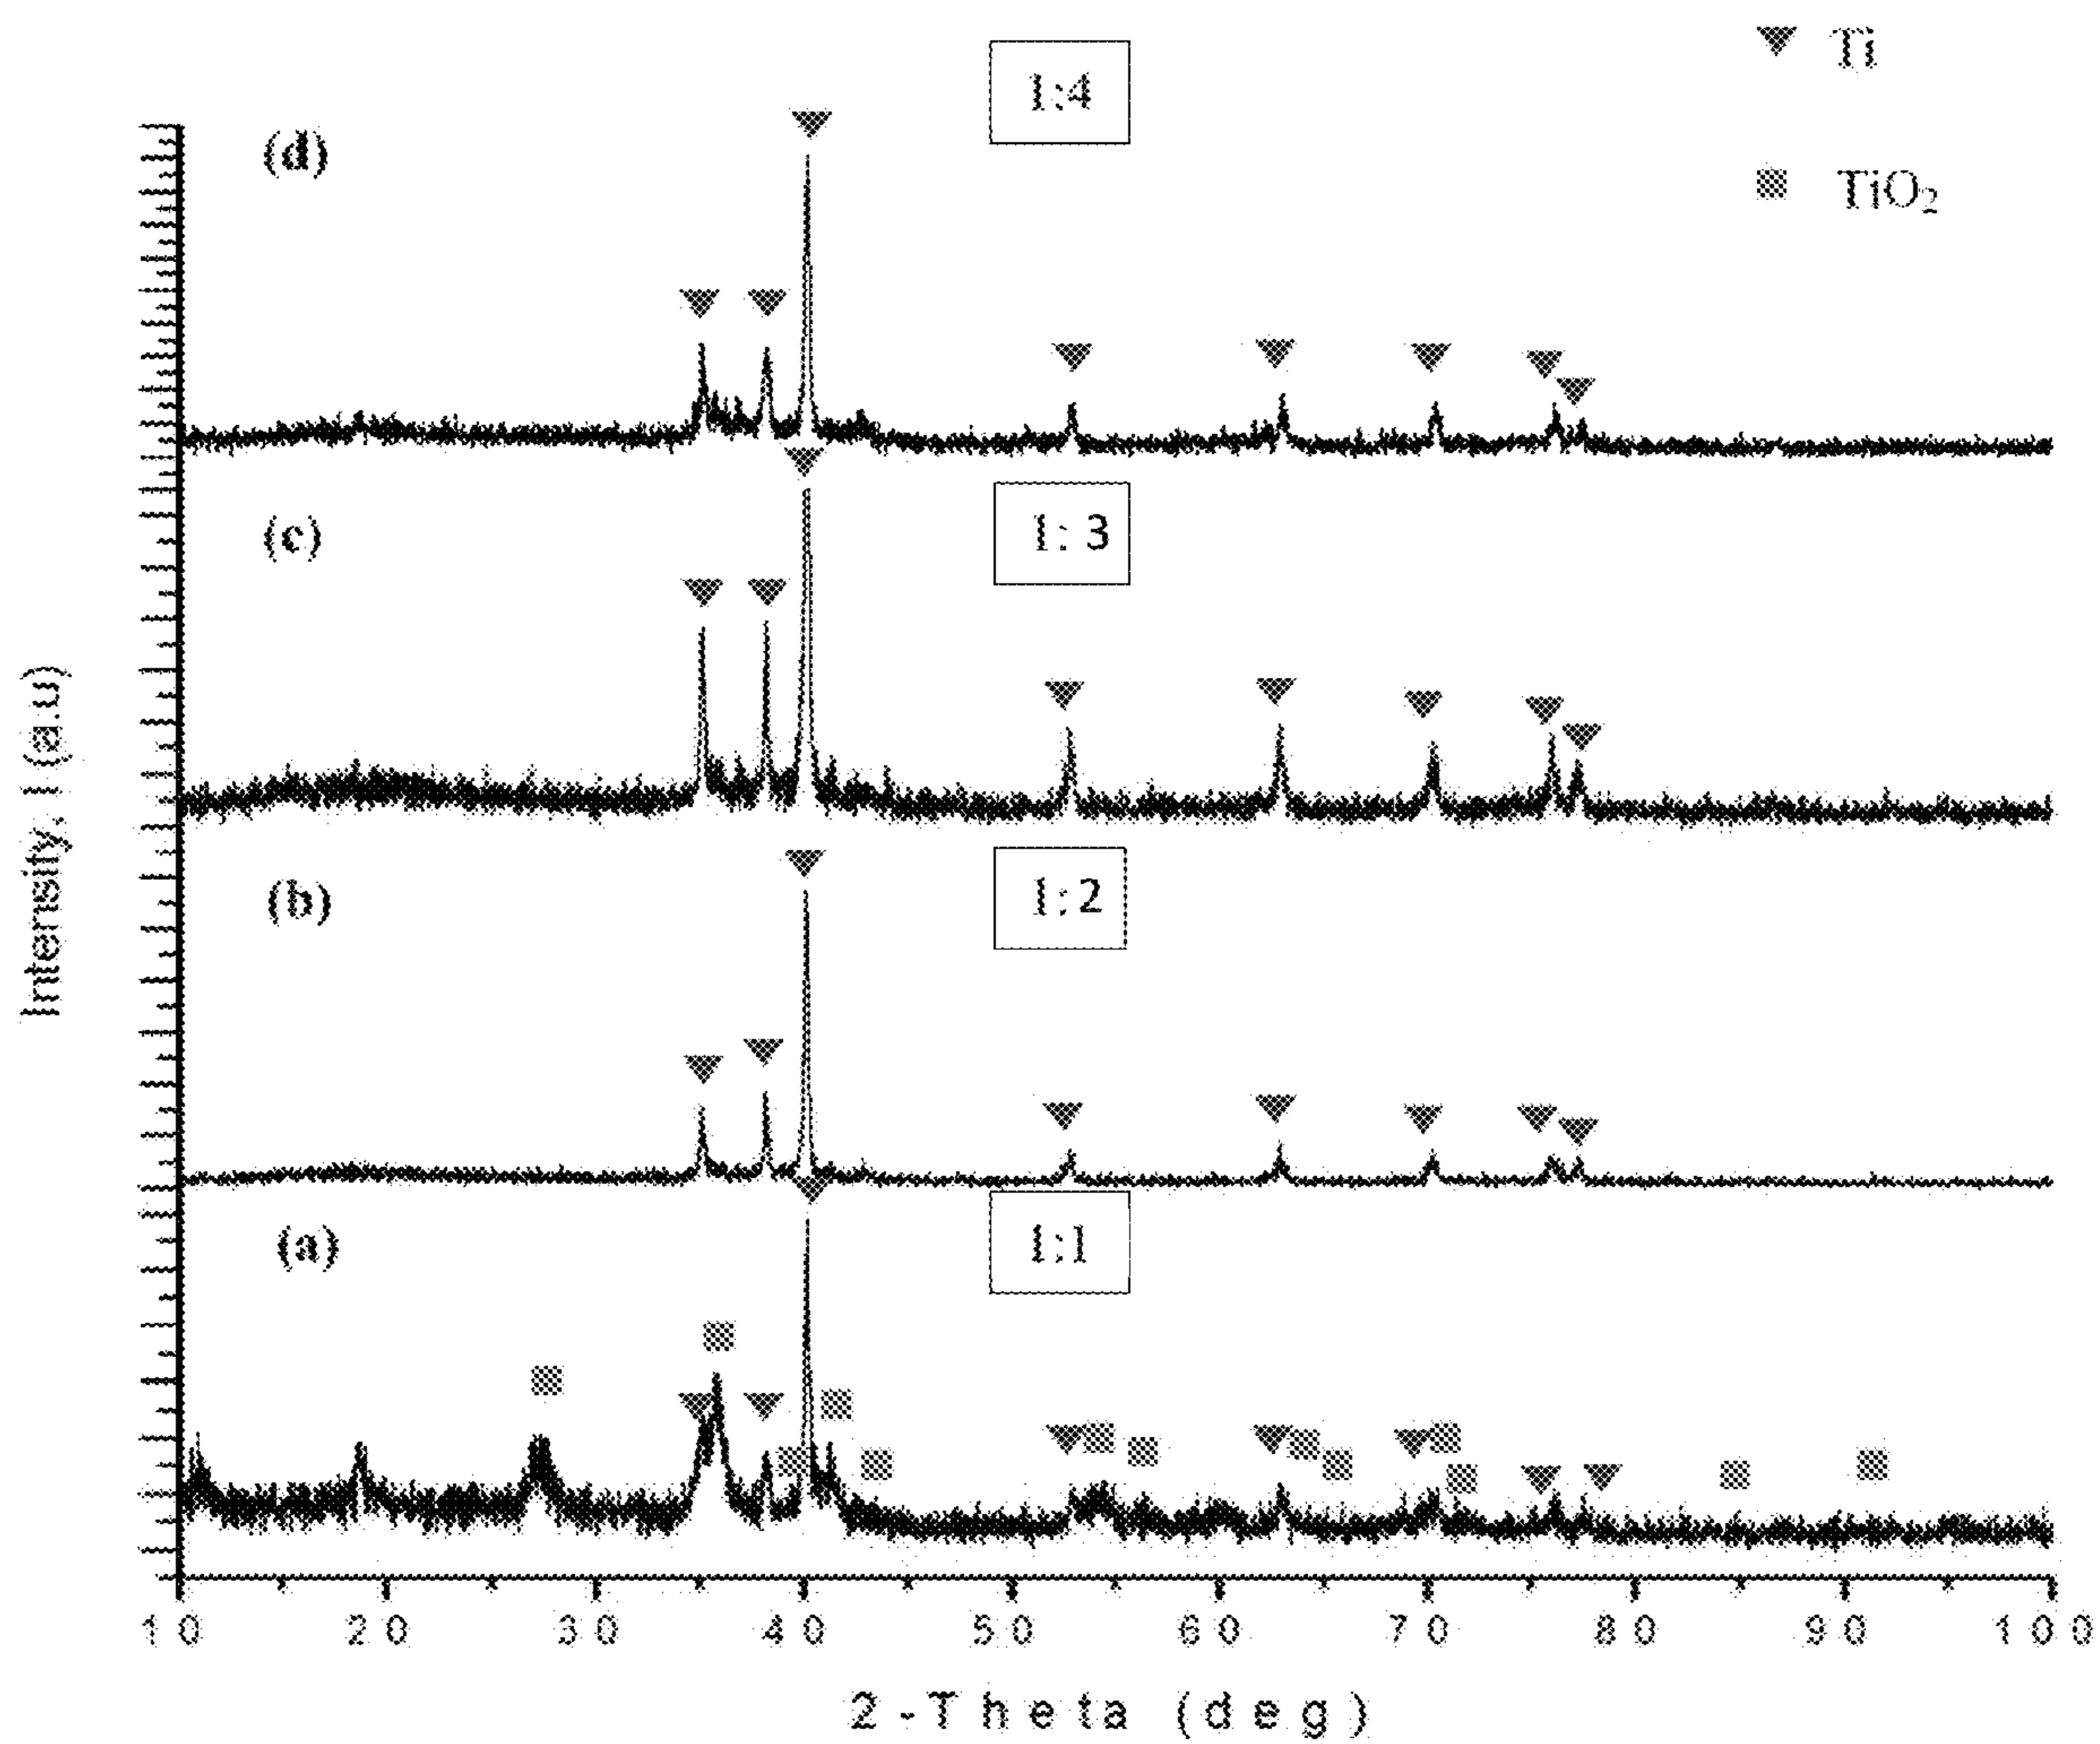 Ti
1:4
(d)
TiO₂
1: 3
(c)
1:2
(b)
1:1
(a)
Intensity, I (a.u)
10 20 30 40 50 60 70 80 90 100
2-Theta (deg)